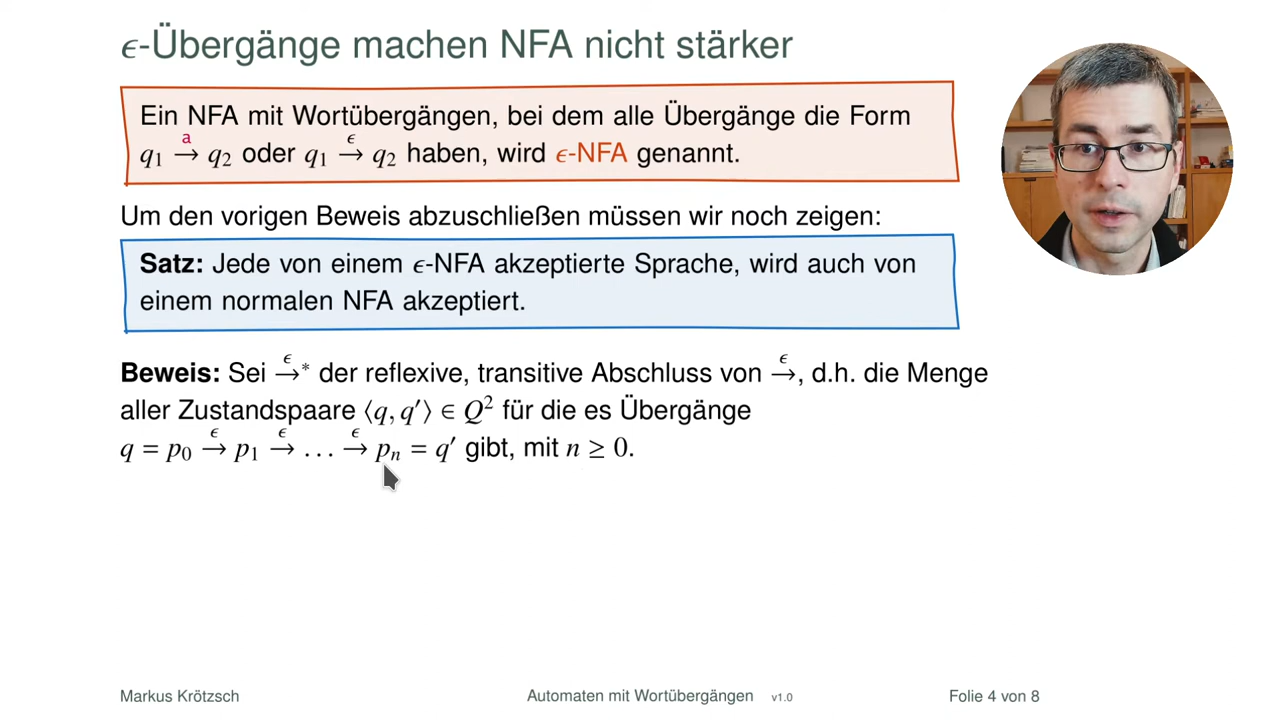 ϵ-Übergänge machen NFA nicht stärker
Ein NFA mit Wortübergängen, bei dem alle Übergänge die Form
q₁ →ᵃ q₂ oder q₁ →ᵋ q₂ haben, wird ϵ-NFA genannt.
Um den vorigen Beweis abzuschließen müssen wir noch zeigen:
Satz: Jede von einem ϵ-NFA akzeptierte Sprache, wird auch von
einem normalen NFA akzeptiert.
Beweis: Sei →ᵋ* der reflexive, transitive Abschluss von →ᵋ, d.h. die Menge
aller Zustandspaare ⟨q, q′⟩ ∈ Q² für die es Übergänge
q = p₀ →ᵋ p₁ →ᵋ … →ᵋ pₙ = q′ gibt, mit n ≥ 0.
Markus Krötzsch Automaten mit Wortübergängen v1.0 Folie 4 von 8